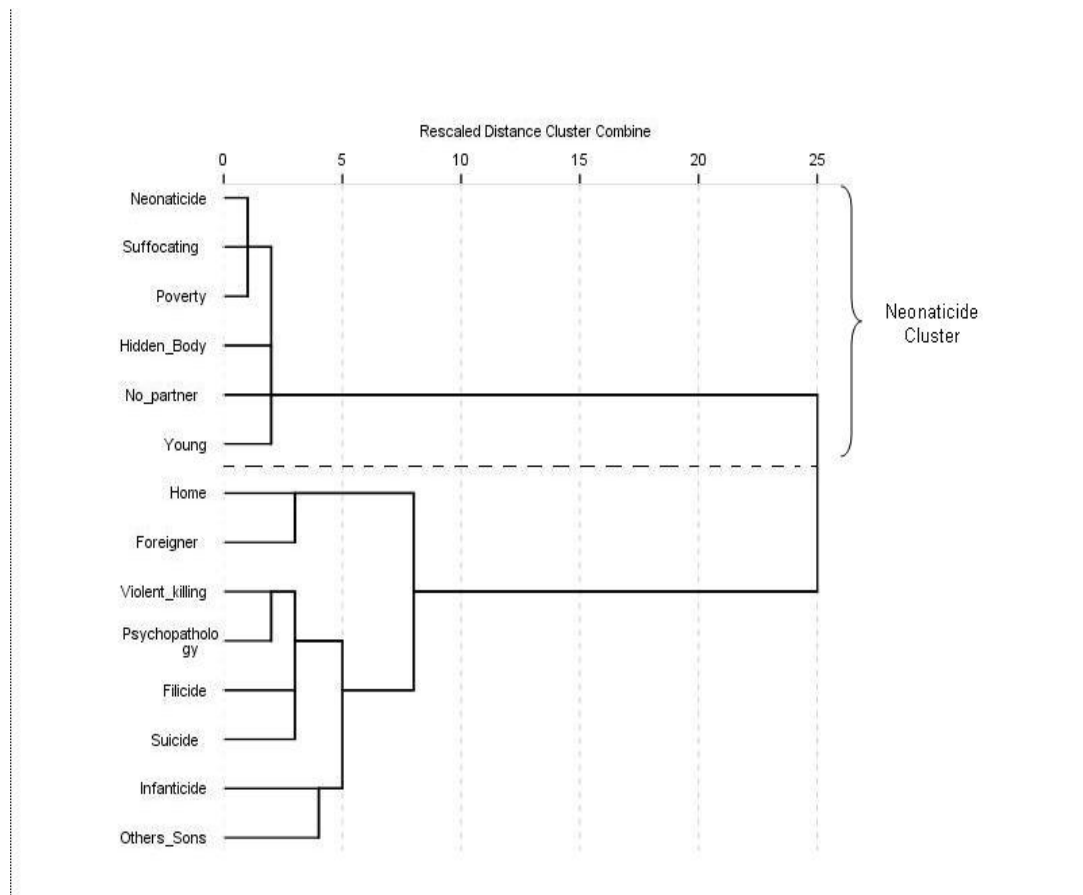 Rescaled Distance Cluster Combine
0 5 10 15 20 25
Neonaticide
Suffocating
Poverty
Hidden_Body
No_partner
Young
Home
Foreigner
Violent_killing
Psychopatholo
gy
Filicide
Suicide
Infanticide
Others_Sons
Neonaticide
Cluster